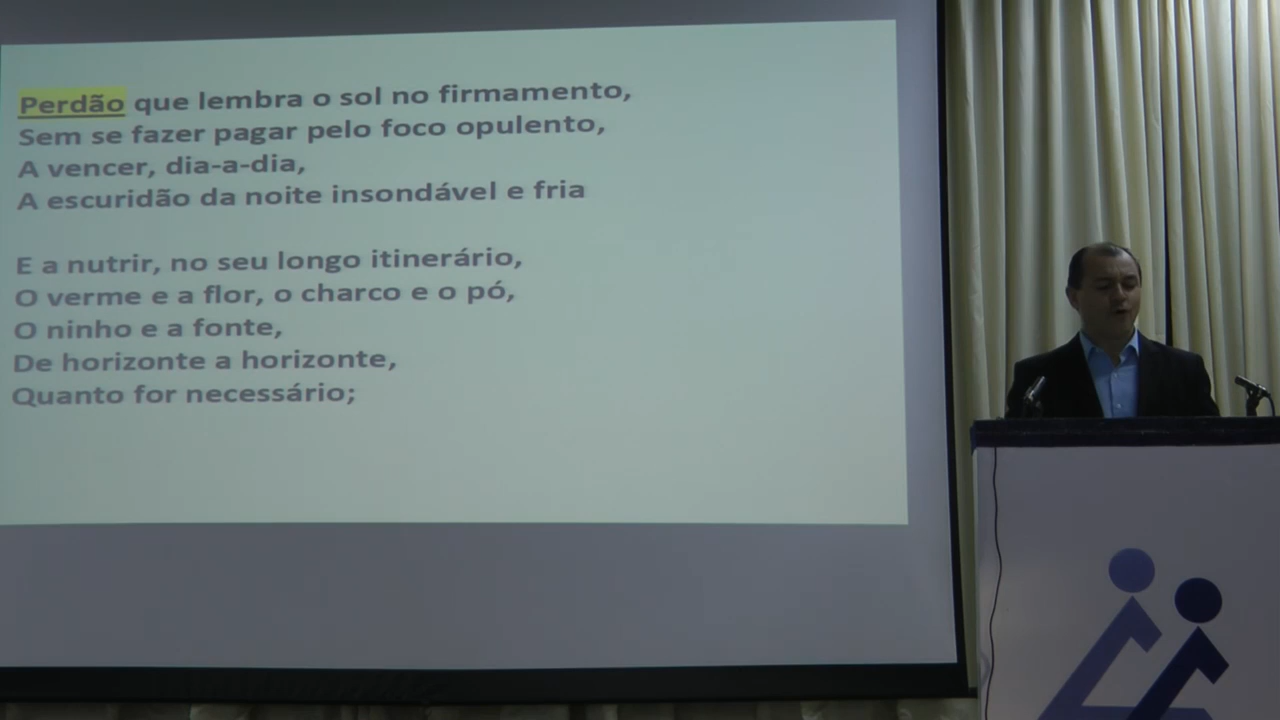 Perdão que lembra o sol no firmamento,
Sem se fazer pagar pelo foco opulento,
A vencer, dia-a-dia,
A escuridão da noite insondável e fria
E a nutrir, no seu longo itinerário,
O verme e a flor, o charco e o pó,
O ninho e a fonte,
De horizonte a horizonte,
Quanto for necessário;